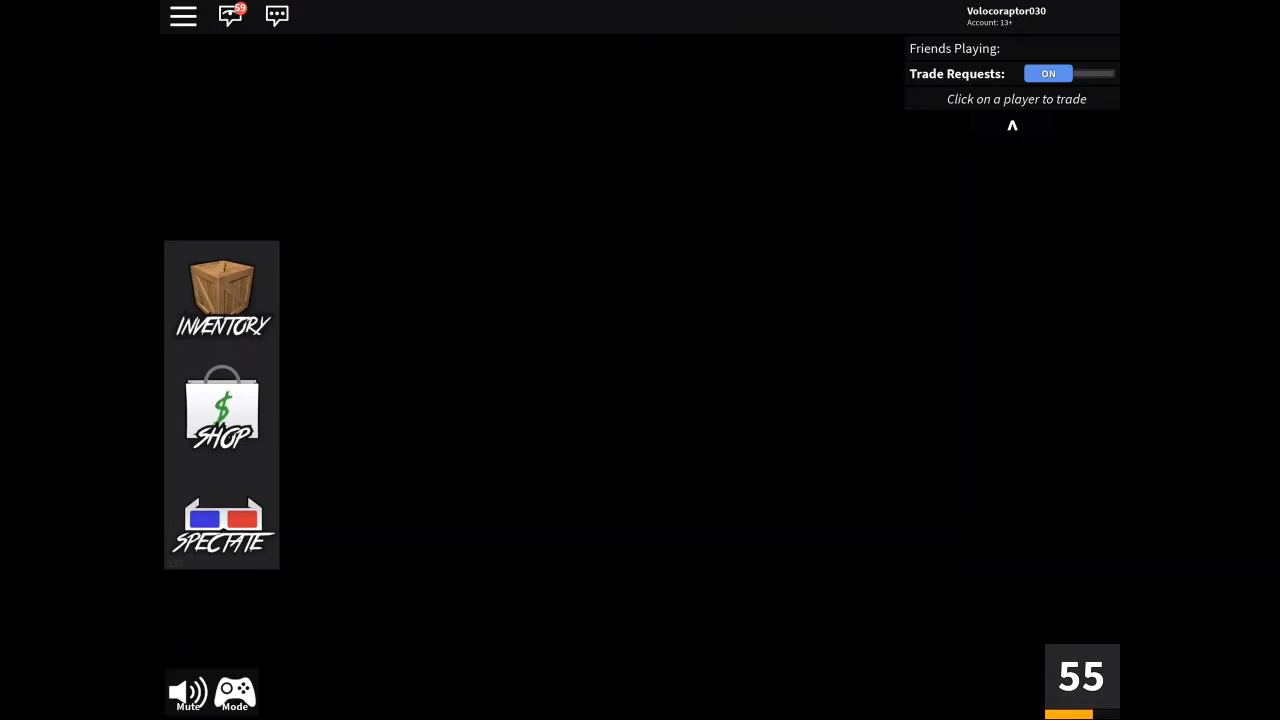 59
Volocoraptor030
Account: 13+
Friends Playing:
Trade Requests: ON
Click on a player to trade
INVENTORY
$
SHOP
SPECTATE
Mute Mode
55